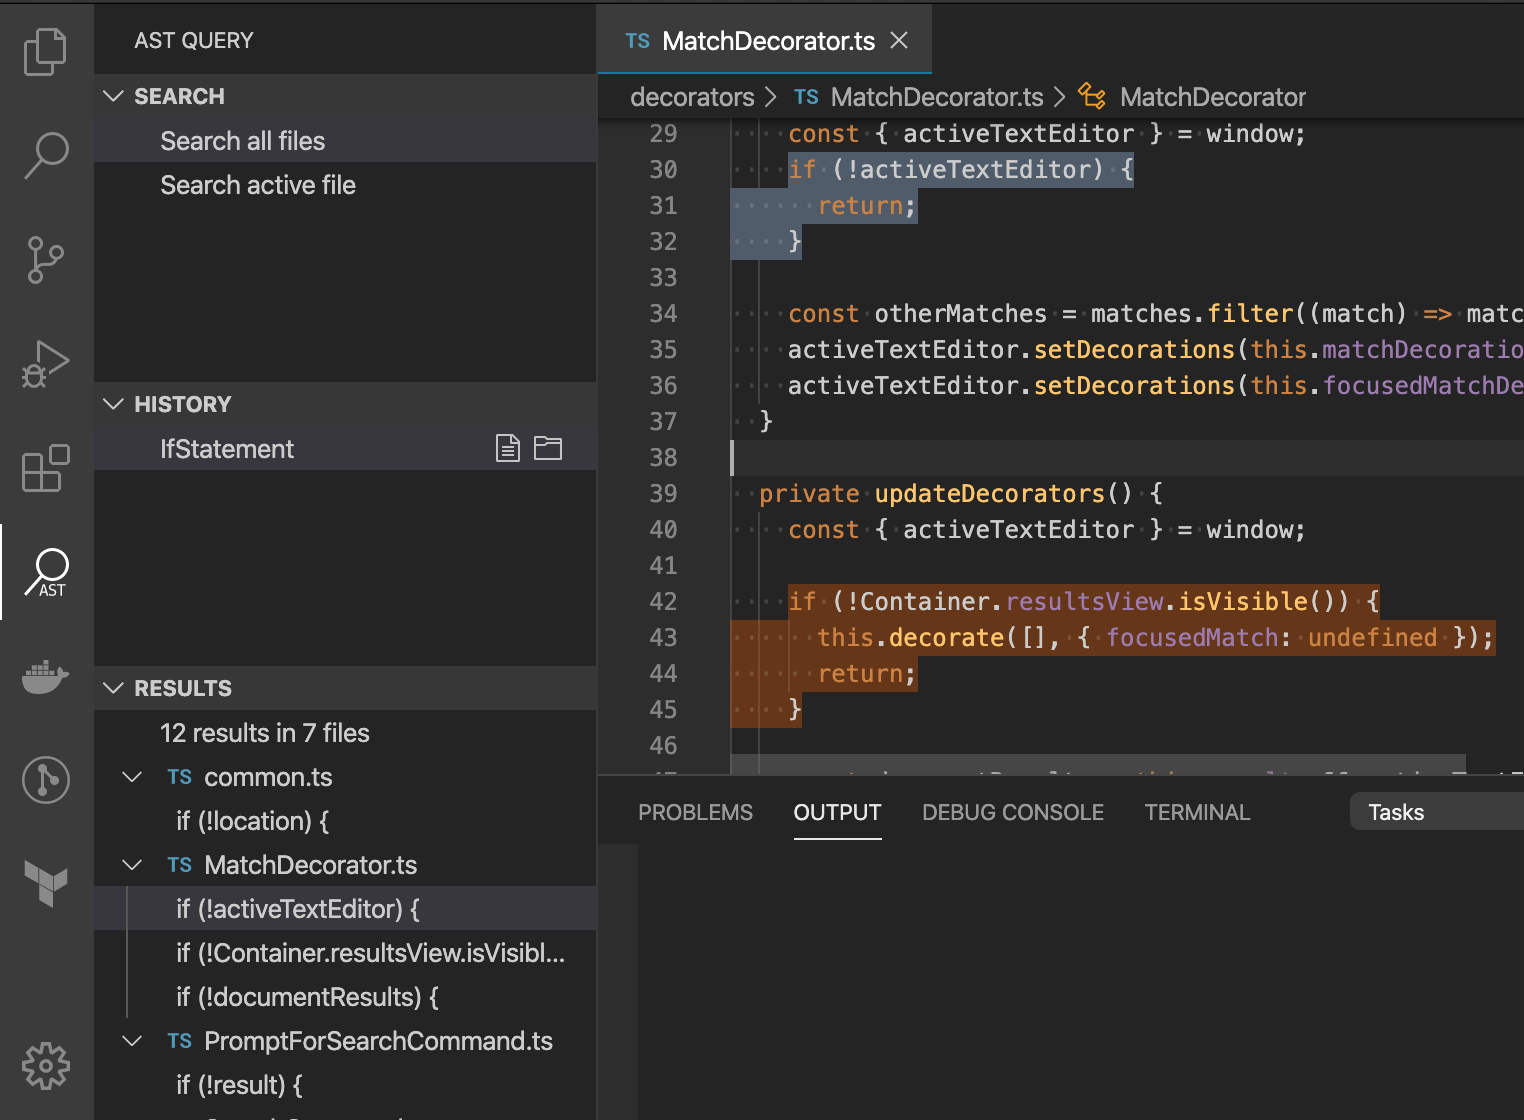 AST QUERY
SEARCH
Search all files
Search active file
HISTORY
IfStatement
AST
RESULTS
12 results in 7 files
TS common.ts
if (!location) {
TS MatchDecorator.ts
if (!activeTextEditor) {
if (!Container.resultsView.isVisibl...
if (!documentResults) {
TS PromptForSearchCommand.ts
if (!result) {
TS MatchDecorator.ts
decorators > TS MatchDecorator.ts > MatchDecorator
29 const { activeTextEditor } = window;
30 if (!activeTextEditor) {
31 return;
32 }
33
34 const otherMatches = matches.filter((match) => matc
35 activeTextEditor.setDecorations(this.matchDecoratio
36 activeTextEditor.setDecorations(this.focusedMatchDe
37 }
38
39 private updateDecorators() {
40 const { activeTextEditor } = window;
41
42 if (!Container.resultsView.isVisible()) {
43 this.decorate([], { focusedMatch: undefined });
44 return;
45 }
46
PROBLEMS OUTPUT DEBUG CONSOLE TERMINAL Tasks